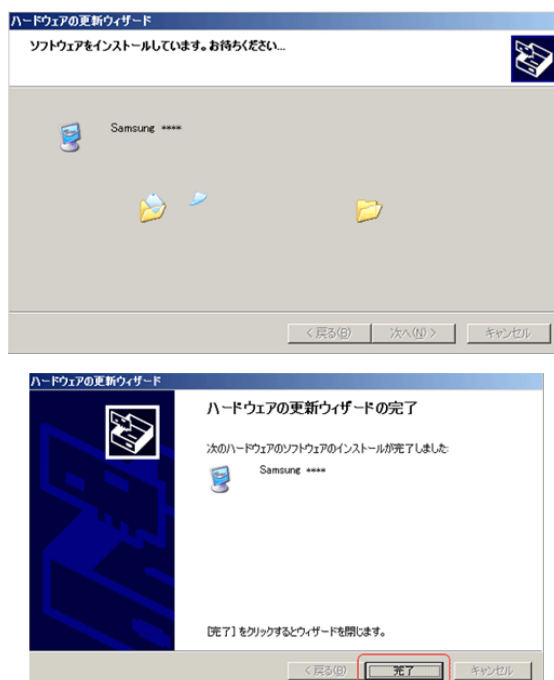 ハードウェアの更新ウィザード
ソフトウェアをインストールしています。お待ちください...
Samsung ****
< 戻る(B) 次へ(N) > キャンセル
ハードウェアの更新ウィザード
ハードウェアの更新ウィザードの完了
次のハードウェアのソフトウェアのインストールが完了しました:
Samsung ****
[完了] をクリックするとウィザードを閉じます。
< 戻る(B) 完了 キャンセル